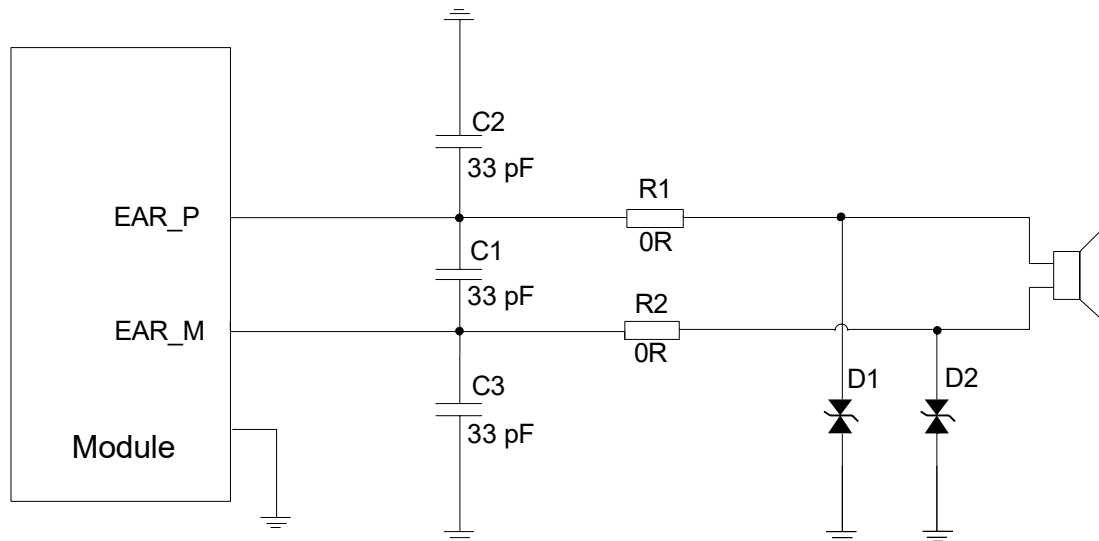 C2
33 pF
EAR_P
R1
0R
C1
33 pF
EAR_M
R2
0R
C3
33 pF
D1
D2
Module